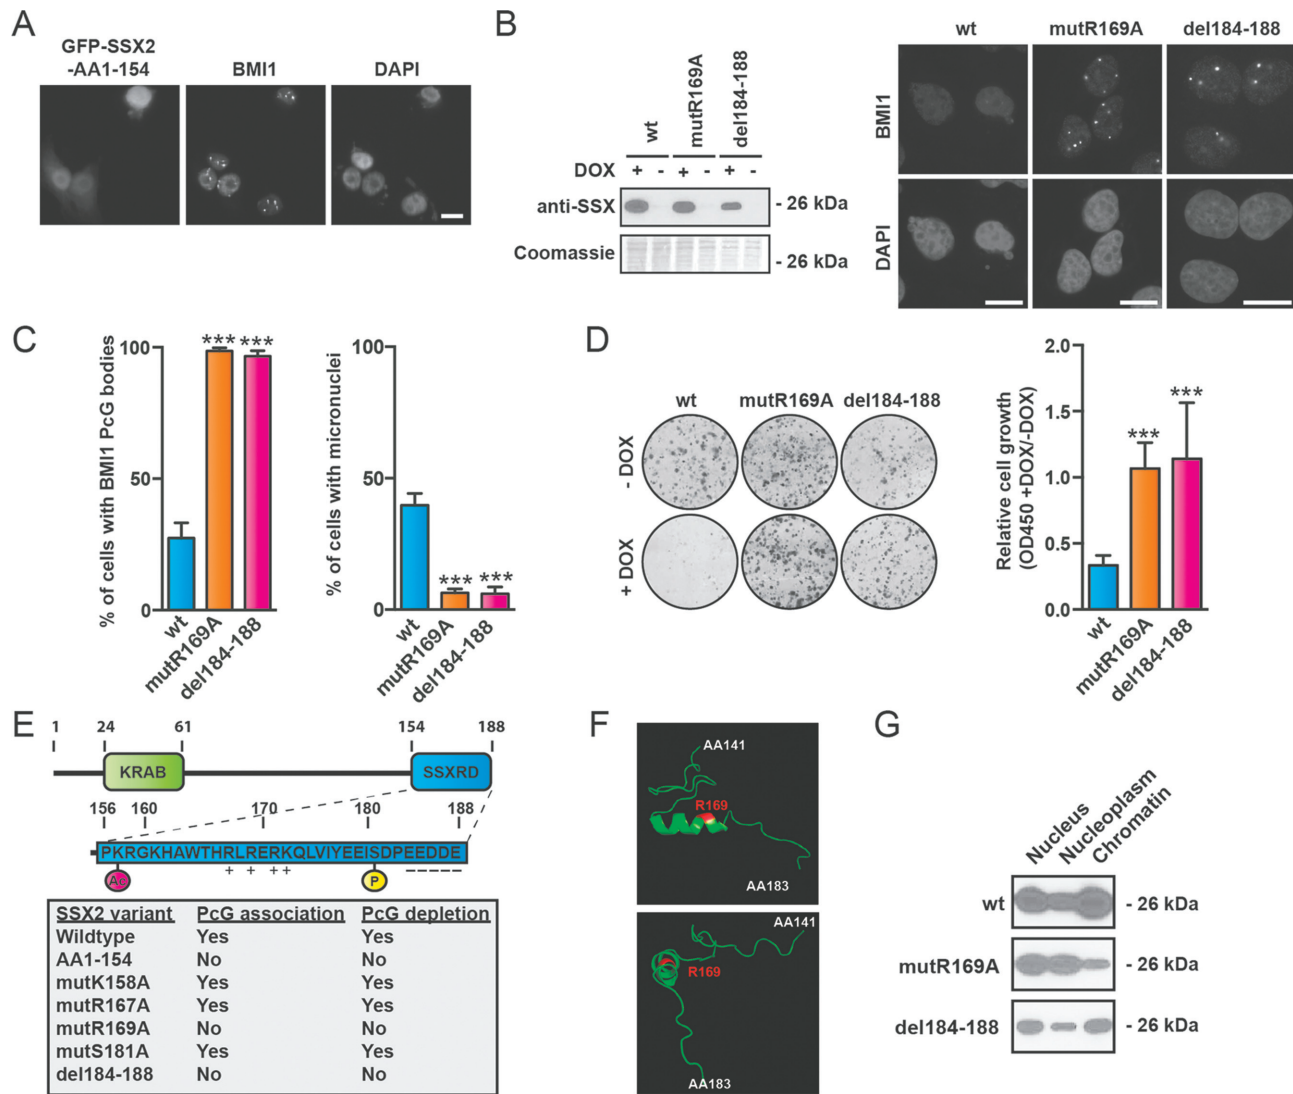 A
GFP-SSX2
-AA1-154
BMI1
DAPI
B
wt
mutR169A
del184-188
DOX
+ - + - + -
anti-SSX
- 26 kDa
Coomassie
- 26 kDa
wt
mutR169A
del184-188
BMI1
DAPI
C
% of cells with BMI1 PcG bodies
100
50
0
*** ***
wt
mutR169A
del184-188
% of cells with micronuclei
100
50
0
*** ***
wt
mutR169A
del184-188
D
wt
mutR169A
del184-188
- DOX
+ DOX
Relative cell growth
(OD450 +DOX/-DOX)
2.0
1.5
1.0
0.5
0.0
***
***
wt
mutR169A
del184-188
E
1 24 61 154 188
KRAB
SSXRD
156 160 170 180 188
PKRGKHAWTHRLRERKQLVIYEEISDPEEDDE
+ + ++ -----
Ac
P
SSX2 variant PcG association PcG depletion
Wildtype Yes Yes
AA1-154 No No
mutK158A Yes Yes
mutR167A Yes Yes
mutR169A No No
mutS181A Yes Yes
del184-188 No No
F
AA141
R169
AA183
AA141
R169
AA183
G
Nucleus
Nucleoplasm
Chromatin
wt
- 26 kDa
mutR169A
- 26 kDa
del184-188
- 26 kDa